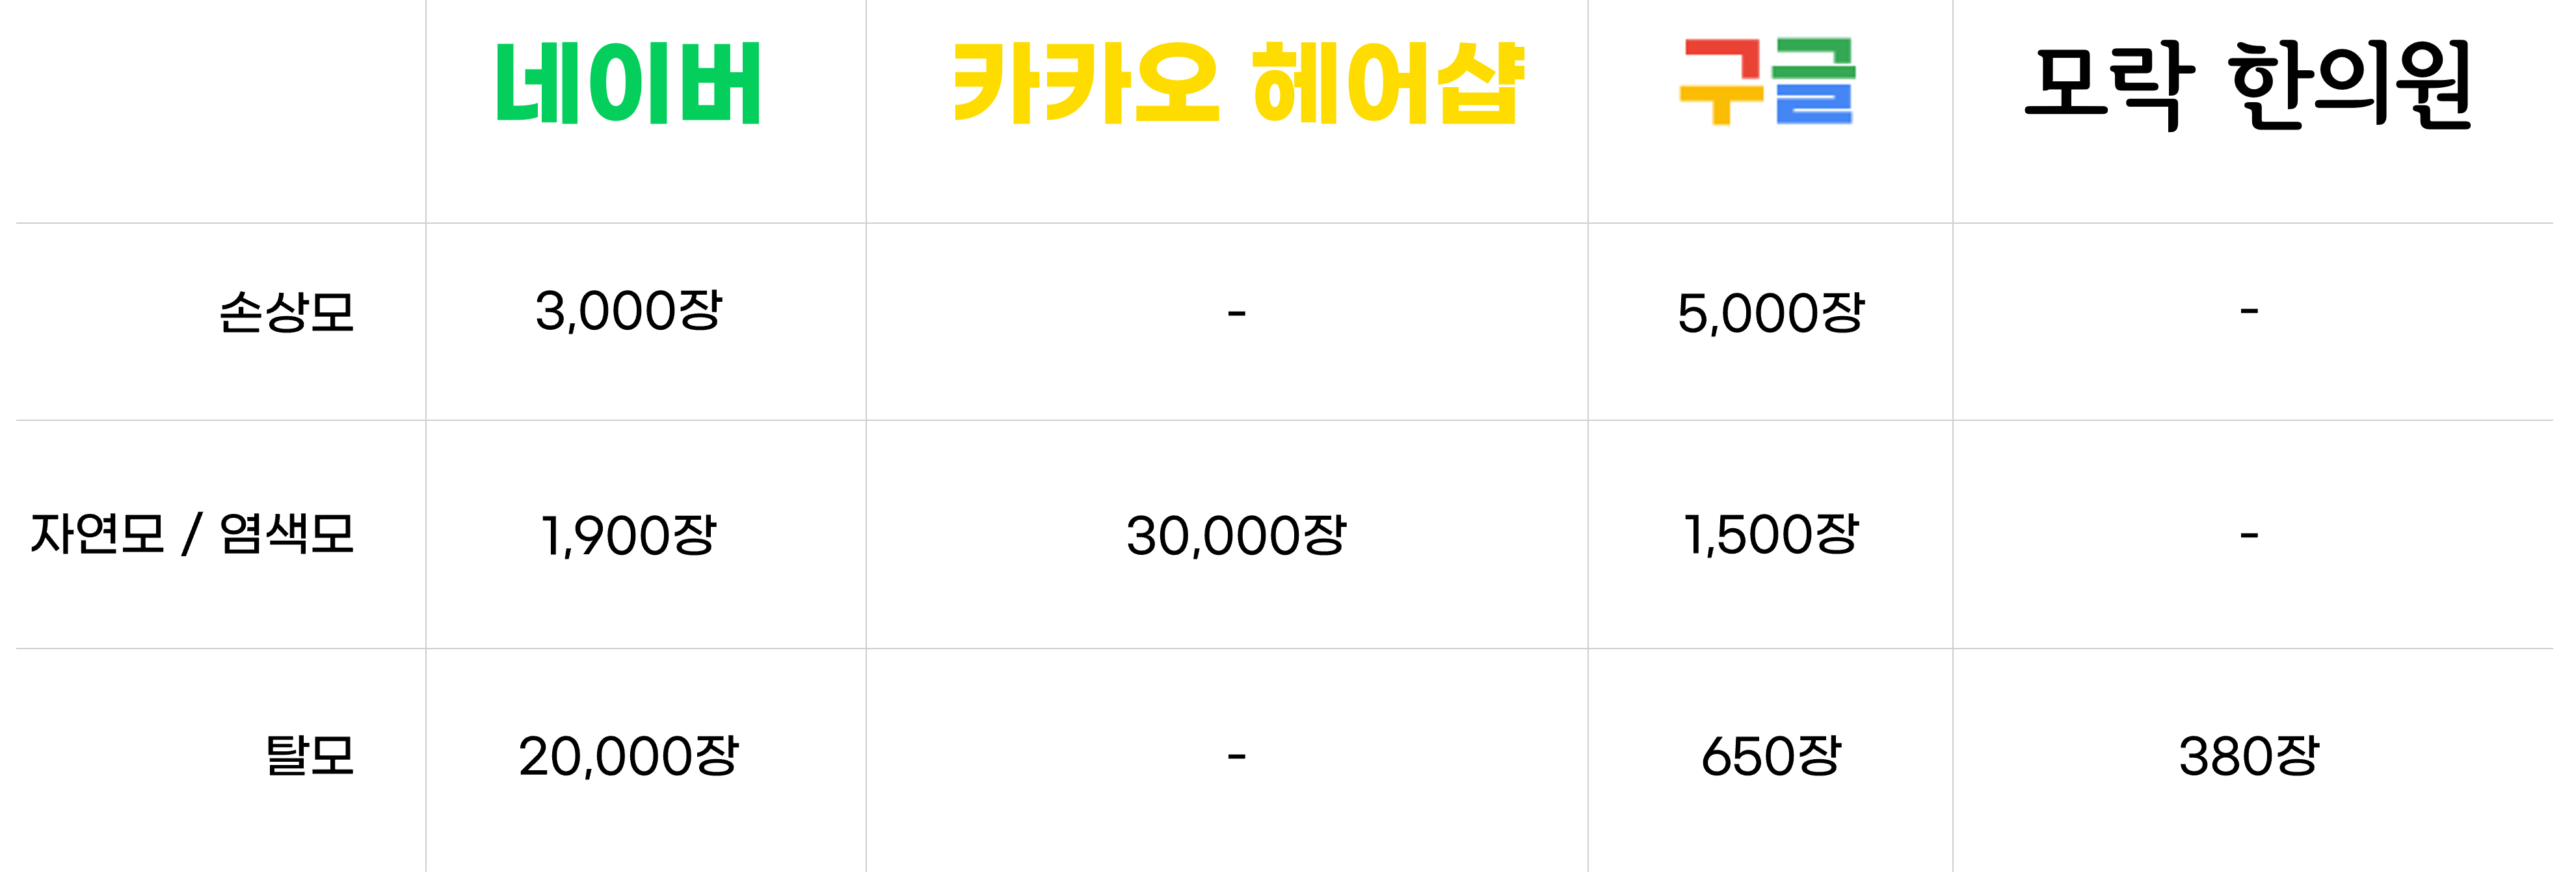 네이버 카카오 헤어샵 구글 모락 한의원
손상모 3,000장 - 5,000장 -
자연모 / 염색모 1,900장 30,000장 1,500장 -
탈모 20,000장 - 650장 380장